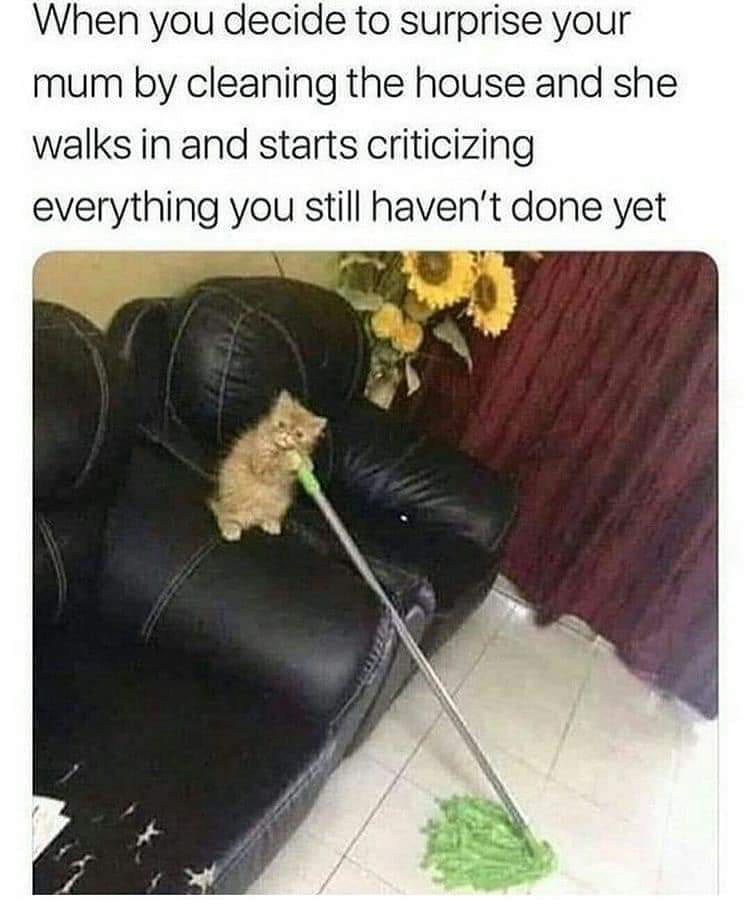 When you decide to surprise your
mum by cleaning the house and she
walks in and starts criticizing
everything you still haven't done yet